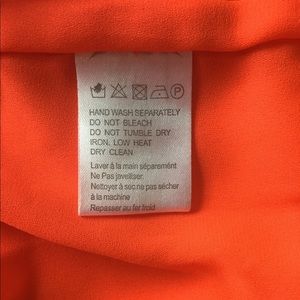 HAND WASH SEPARATELY
DO NOT BLEACH
DO NOT TUMBLE DRY
IRON, LOW HEAT
DRY CLEAN
Laver à la main séparément
Ne Pas javelliser.
Nettoyer à sec ne pas sécher
à la machine
Repasser au fer froid